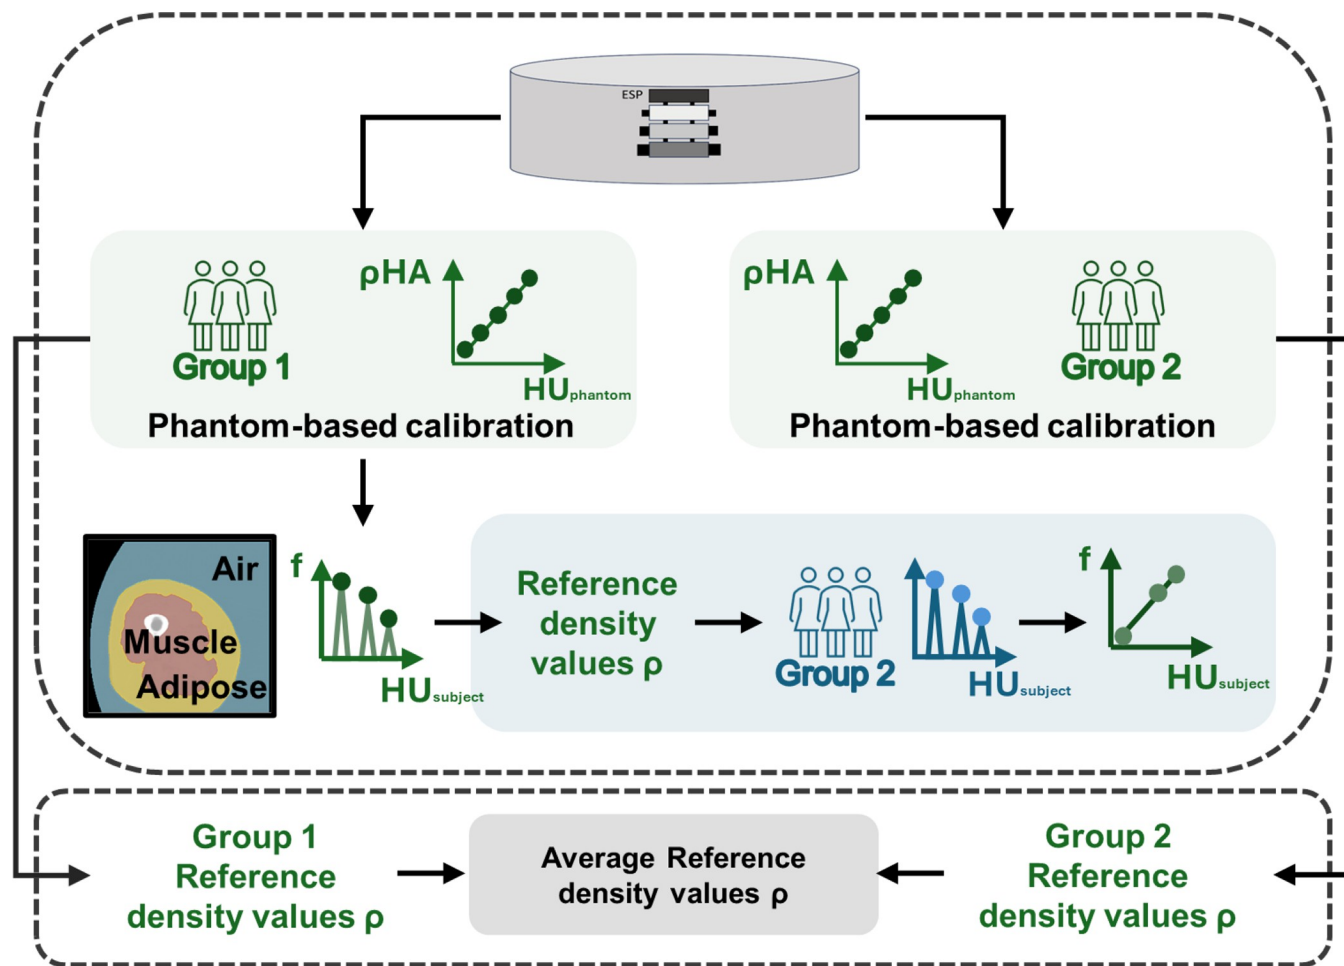 ESP
ρHA
Group 1
HUphantom
Phantom-based calibration
ρHA
Group 2
HUphantom
Phantom-based calibration
Air
Muscle
Adipose
f
HUsubject
Reference
density
values ρ
Group 2
HUsubject
f
HUsubject
Group 1
Reference
density values ρ
Average Reference
density values ρ
Group 2
Reference
density values ρ